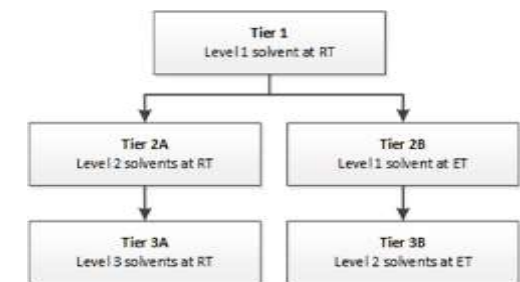 Tier 1
Level 1 solvent at RT
Tier 2A
Level 2 solvents at RT
Tier 2B
Level 1 solvent at ET
Tier 3A
Level 3 solvents at RT
Tier 3B
Level 2 solvents at ET